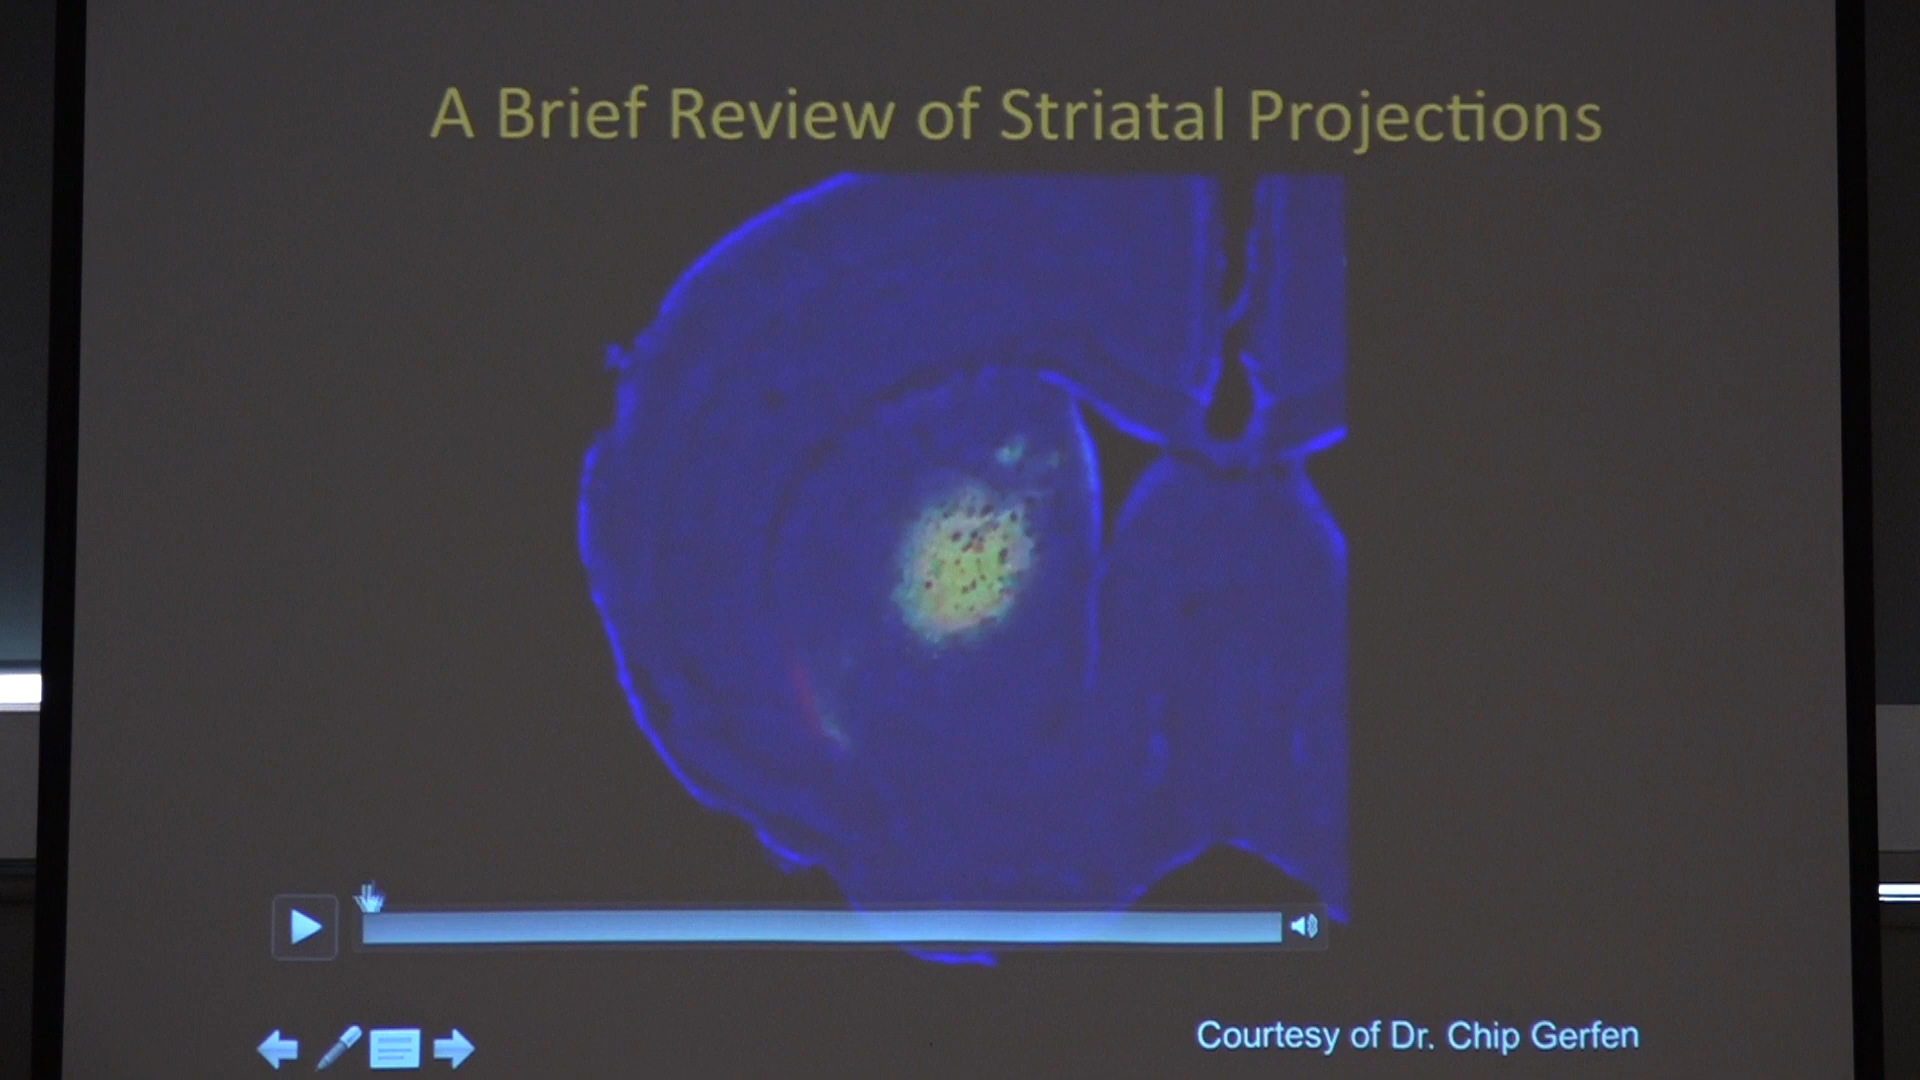 A Brief Review of Striatal Projections
Courtesy of Dr. Chip Gerfen